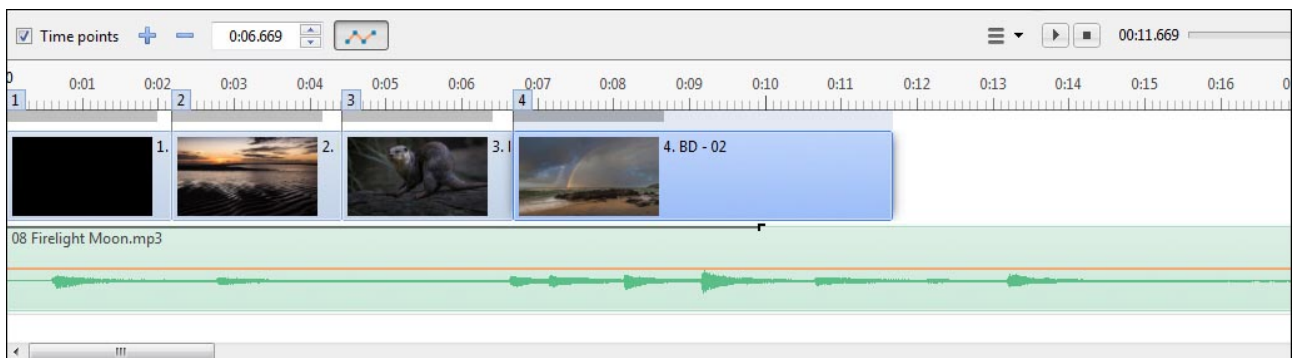 Time points 0:06.669 00:11.669
0 0:01 0:02 0:03 0:04 0:05 0:06 0:07 0:08 0:09 0:10 0:11 0:12 0:13 0:14 0:15 0:16 0
1 2 3 4
1. 2. 3. I 4. BD - 02
08 Firelight Moon.mp3